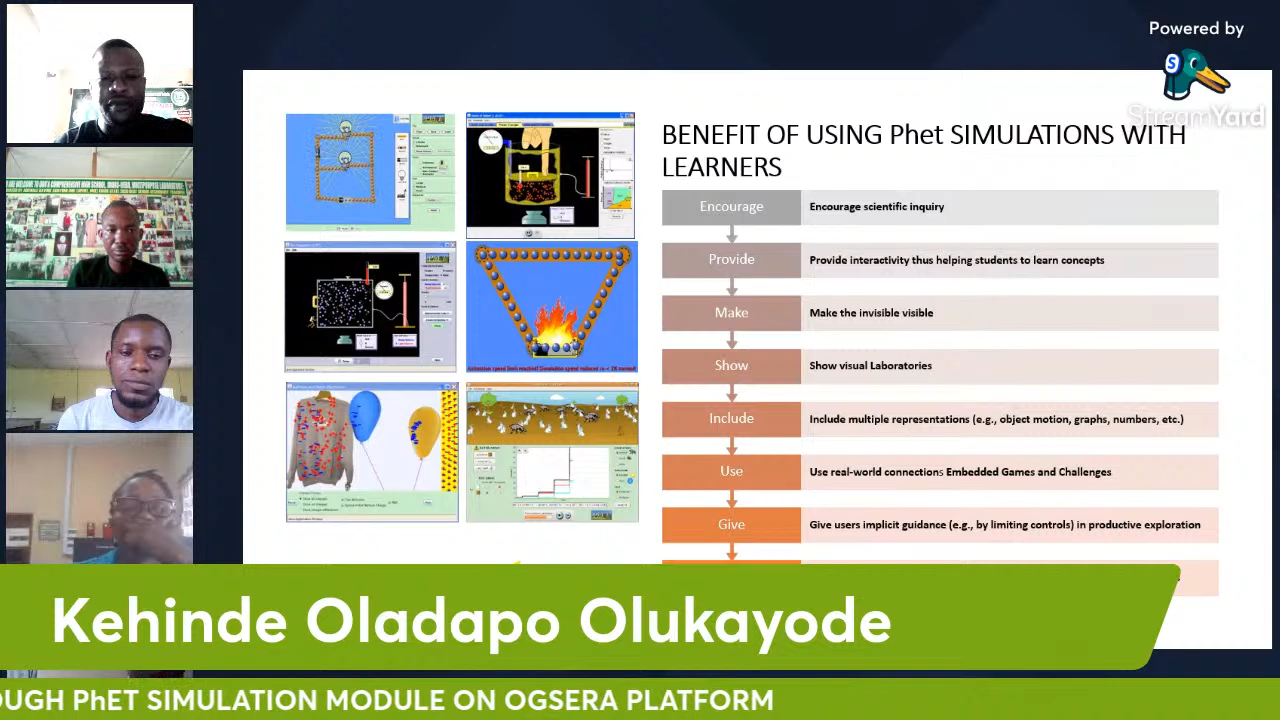 Powered by
StreamYard
BENEFIT OF USING Phet SIMULATIONS WITH
LEARNERS
Encourage
Encourage scientific inquiry
Provide
Provide interactivity thus helping students to learn concepts
Make
Make the invisible visible
Show
Show visual Laboratories
Include
Include multiple representations (e.g., object motion, graphs, numbers, etc.)
Use
Use real-world connections Embedded Games and Challenges
Give
Give users implicit guidance (e.g., by limiting controls) in productive exploration
Kehinde Oladapo Olukayode
OUGH PhET SIMULATION MODULE ON OGSERA PLATFORM